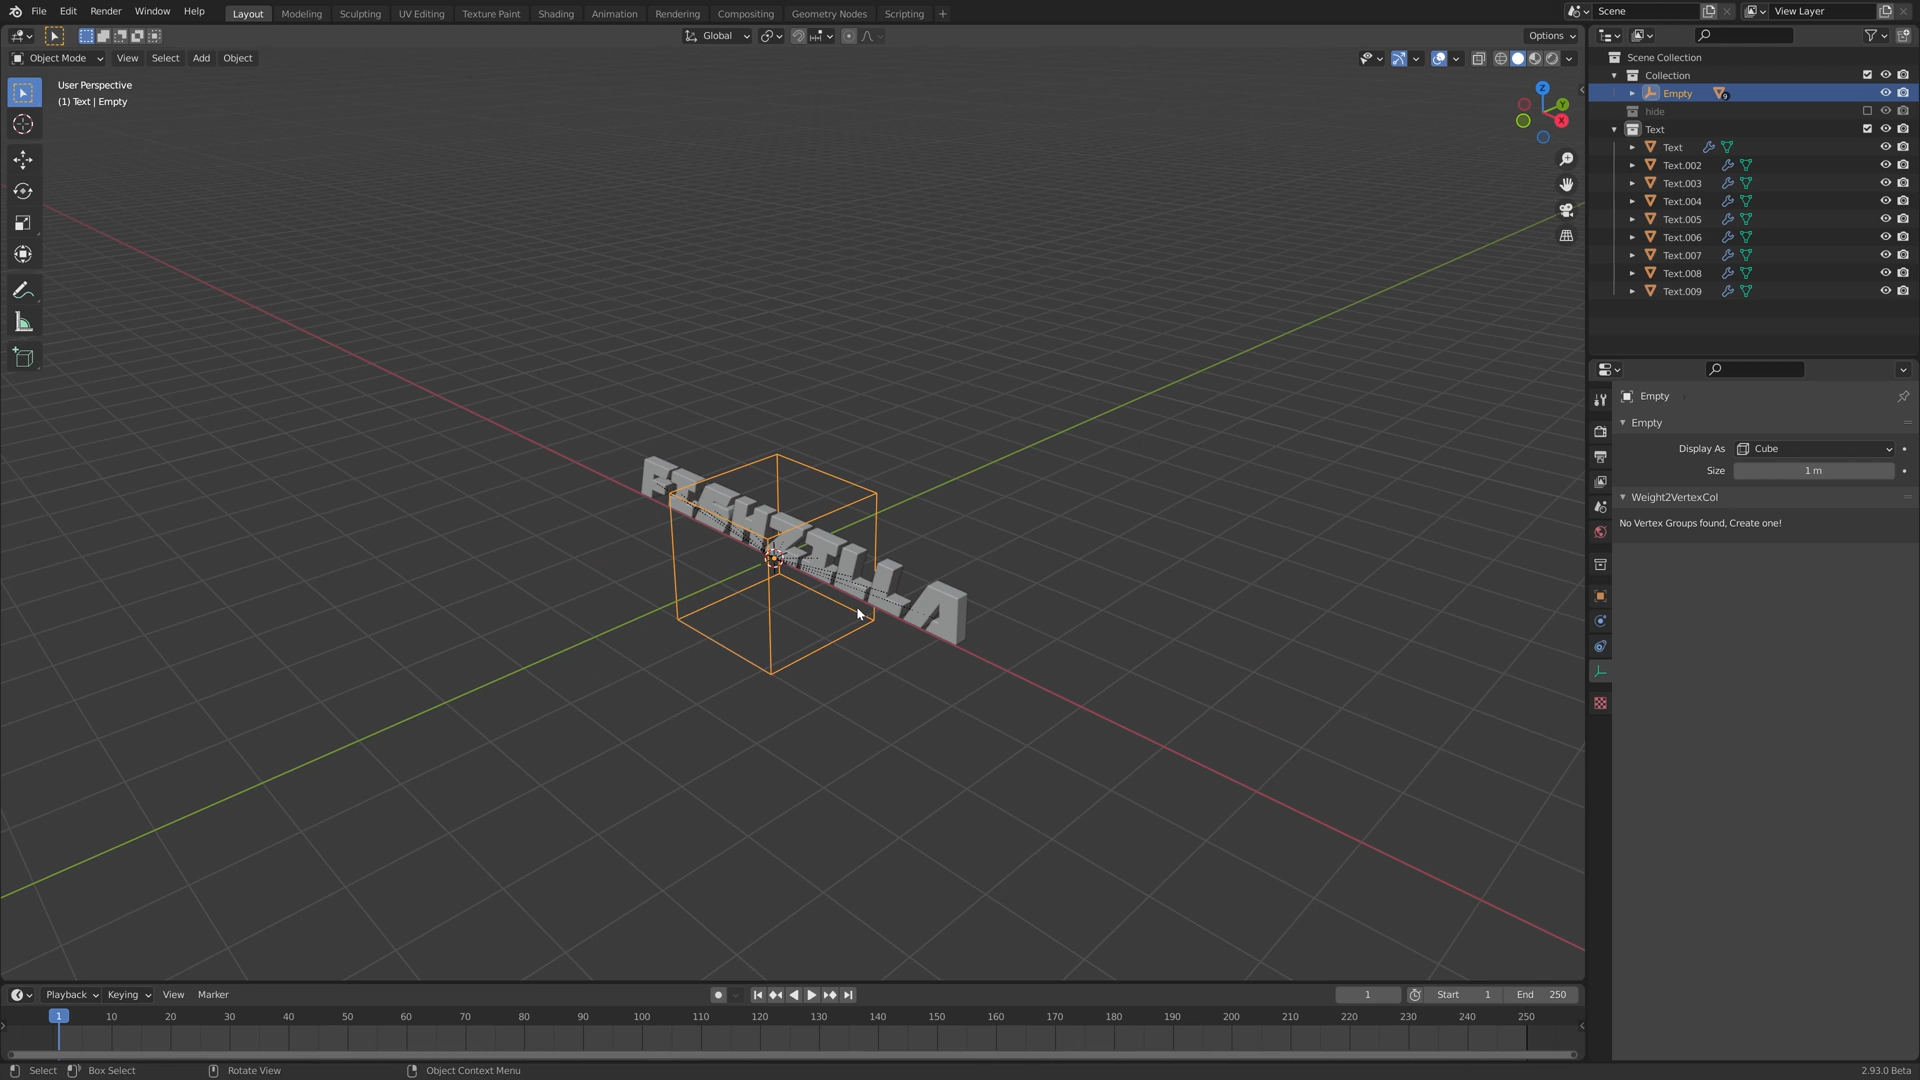 File Edit Render Window Help Layout Modeling Sculpting UV Editing Texture Paint Shading Animation Rendering Compositing Geometry Nodes Scripting + Scene View Layer
Global Options
Object Mode View Select Add Object
User Perspective
(1) Text | Empty
Z
Y
X
FISHZILLA
Scene Collection
Collection
Empty 9
hide
Text
Text
Text.002
Text.003
Text.004
Text.005
Text.006
Text.007
Text.008
Text.009
Empty
Empty
Display As Cube
Size 1 m
Weight2VertexCol
No Vertex Groups found, Create one!
Playback Keying View Marker 1 Start 1 End 250
1 10 20 30 40 50 60 70 80 90 100 110 120 130 140 150 160 170 180 190 200 210 220 230 240 250
Select Box Select Rotate View Object Context Menu 2.93.0 Beta